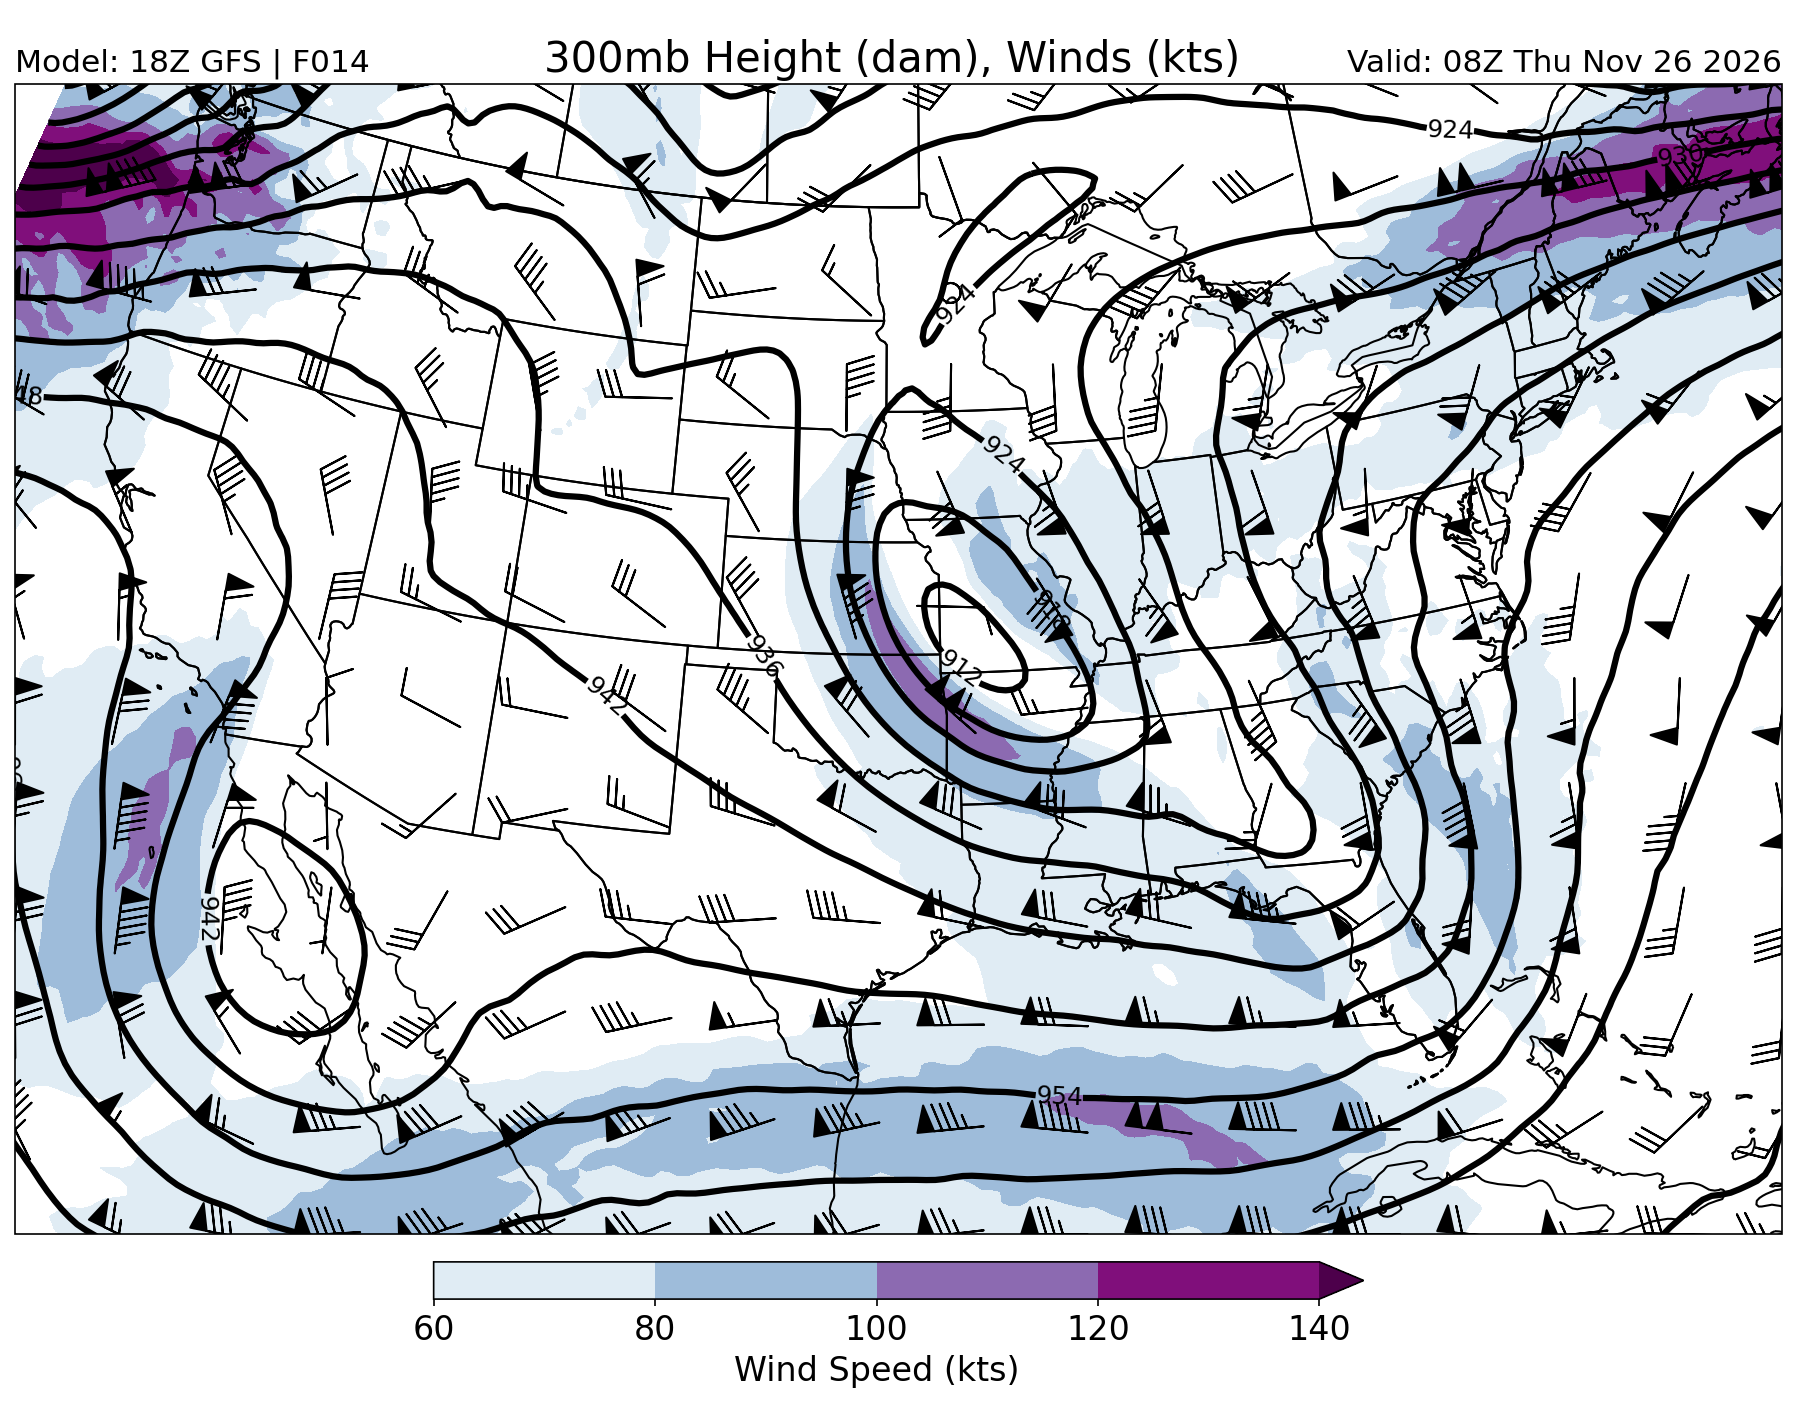 Model: 18Z GFS | F014
300mb Height (dam), Winds (kts)
Valid: 08Z Thu Nov 26 2026
924
930
924
48
924
918
912
936
942
942
954
60 80 100 120 140
Wind Speed (kts)